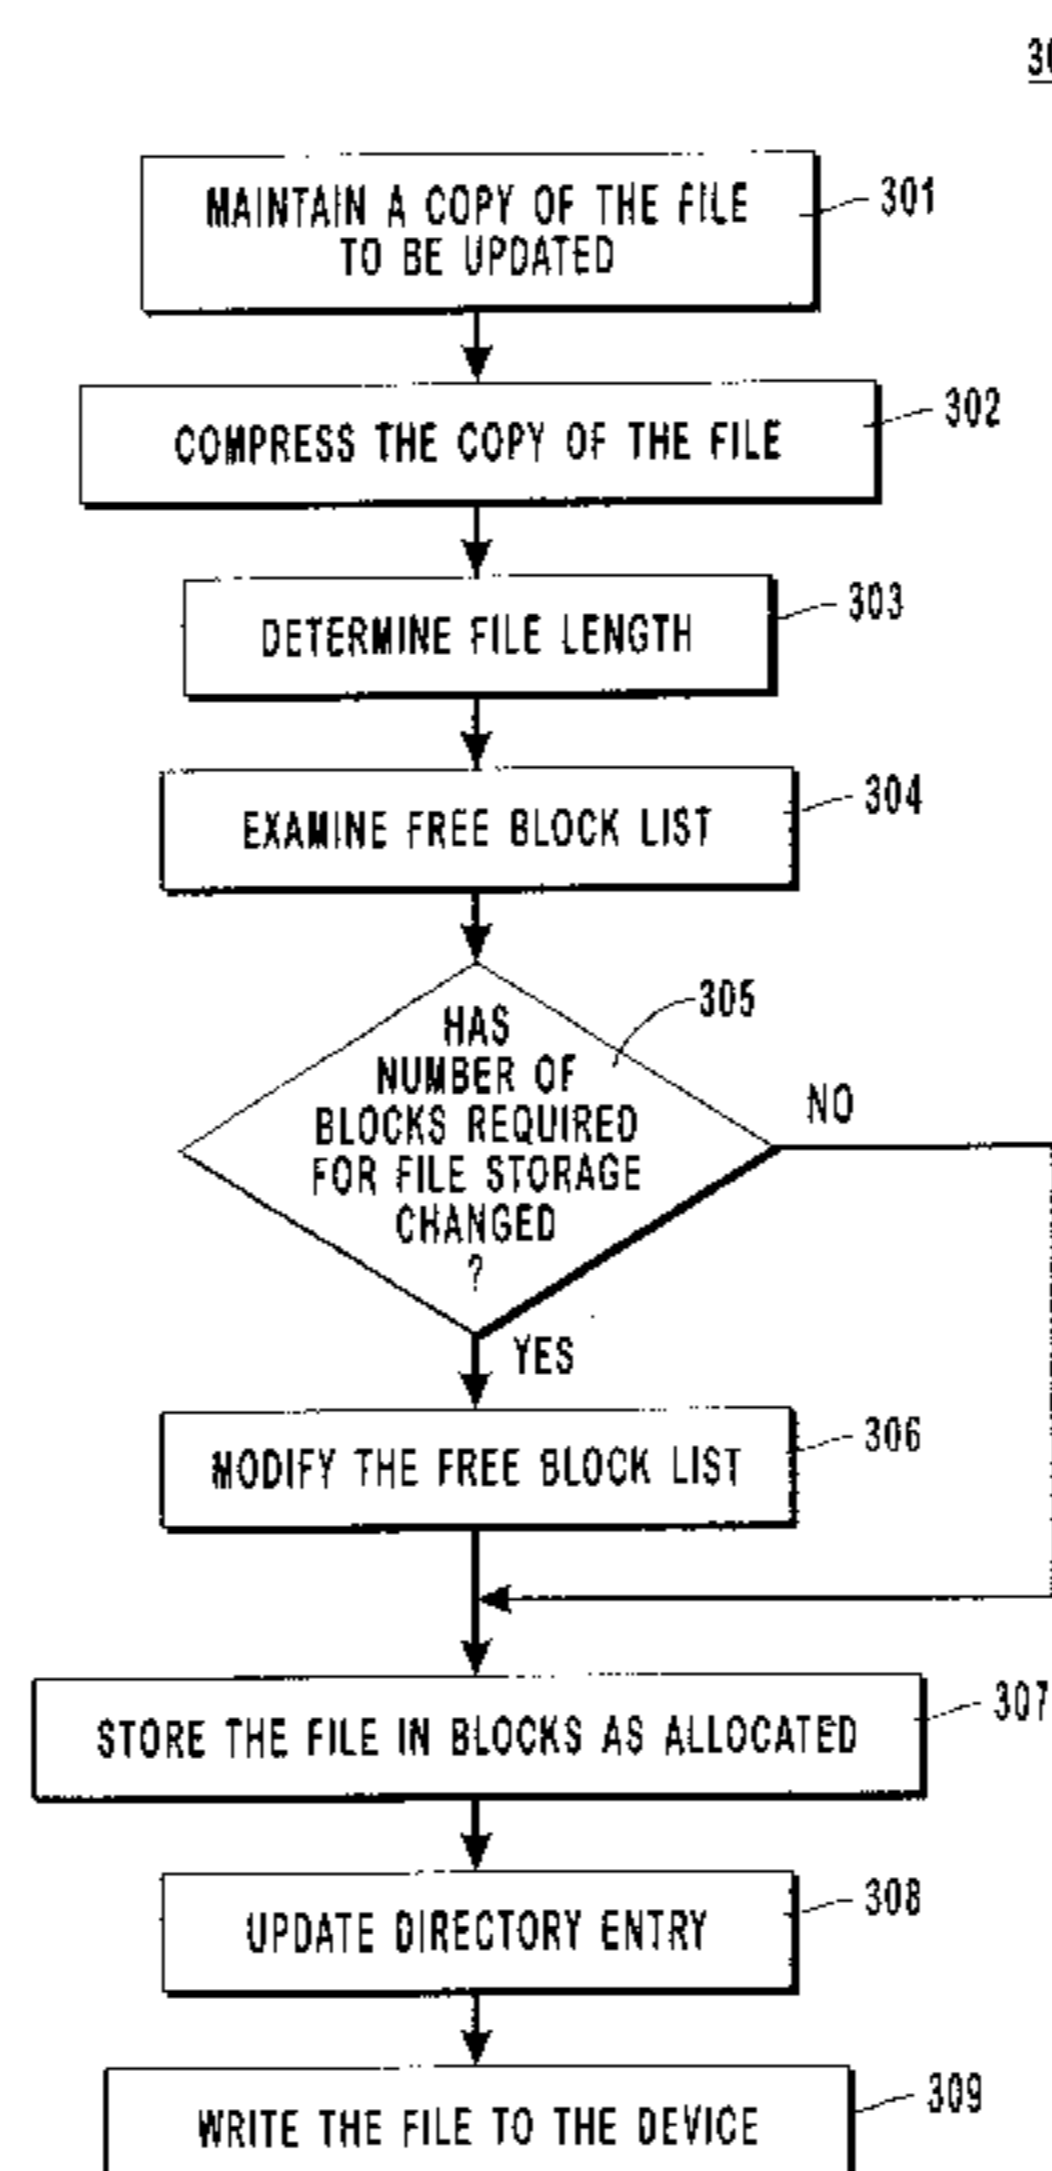 MAINTAIN A COPY OF THE FILE
TO BE UPDATED
301
COMPRESS THE COPY OF THE FILE
302
DETERMINE FILE LENGTH
303
EXAMINE FREE BLOCK LIST
304
HAS
NUMBER OF
BLOCKS REQUIRED
FOR FILE STORAGE
CHANGED
?
305
NO
YES
MODIFY THE FREE BLOCK LIST
306
STORE THE FILE IN BLOCKS AS ALLOCATED
307
UPDATE DIRECTORY ENTRY
308
WRITE THE FILE TO THE DEVICE
309